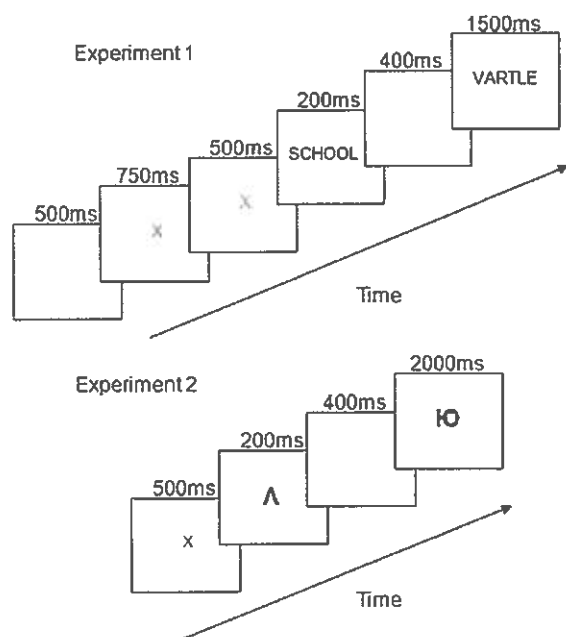 Experiment 1
500ms
750ms
X
500ms
X
200ms
SCHOOL
400ms
1500ms
VARTLE
Time
Experiment 2
500ms
X
200ms
Λ
400ms
2000ms
Ю
Time